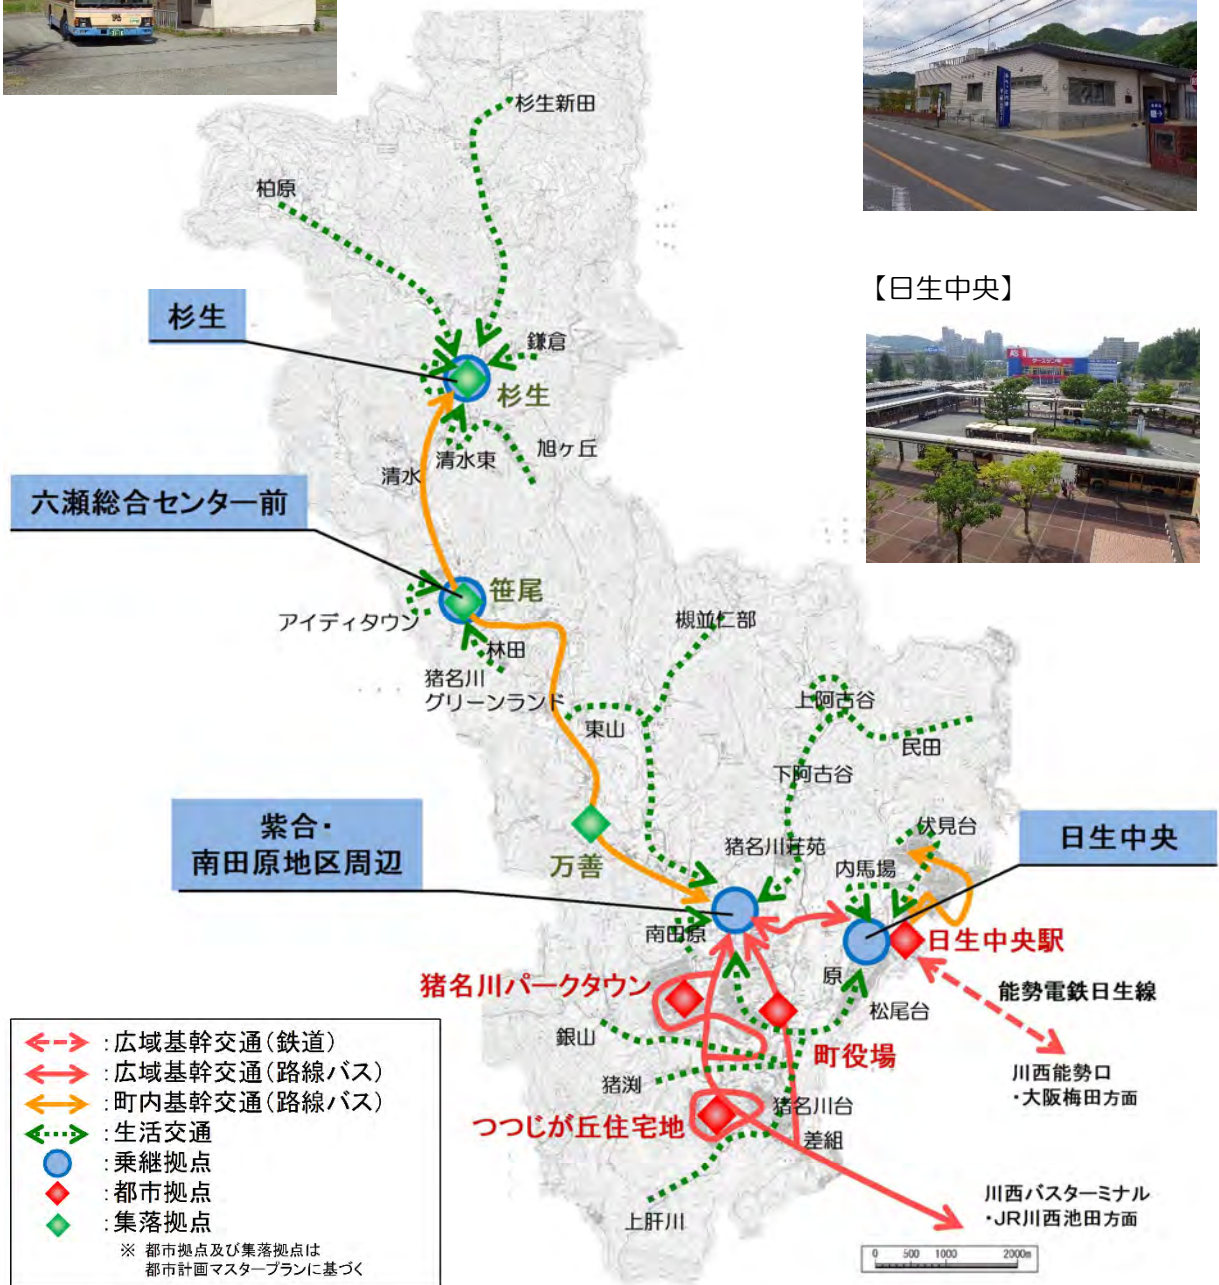 杉生新田
柏原
【日生中央】
杉生
鎌倉
杉生
旭ヶ丘
清水東
清水
六瀬総合センター前
笹尾
アイディタウン
林田
猪名川
グリーンランド
槻並仁部
東山
上阿古谷
民田
下阿古谷
紫合・
南田原地区周辺
万善
猪名川荘苑
伏見台
内馬場
日生中央
南田原
日生中央駅
猪名川パークタウン
原
能勢電鉄日生線
松尾台
銀山
町役場
猪渕
川西能勢口
・大阪梅田方面
つつじが丘住宅地
猪名川台
差組
上肝川
川西バスターミナル
・JR川西池田方面
：広域基幹交通（鉄道）
：広域基幹交通（路線バス）
：町内基幹交通（路線バス）
：生活交通
：乗継拠点
：都市拠点
：集落拠点
※ 都市拠点及び集落拠点は
都市計画マスタープランに基づく
0 500 1000 2000m